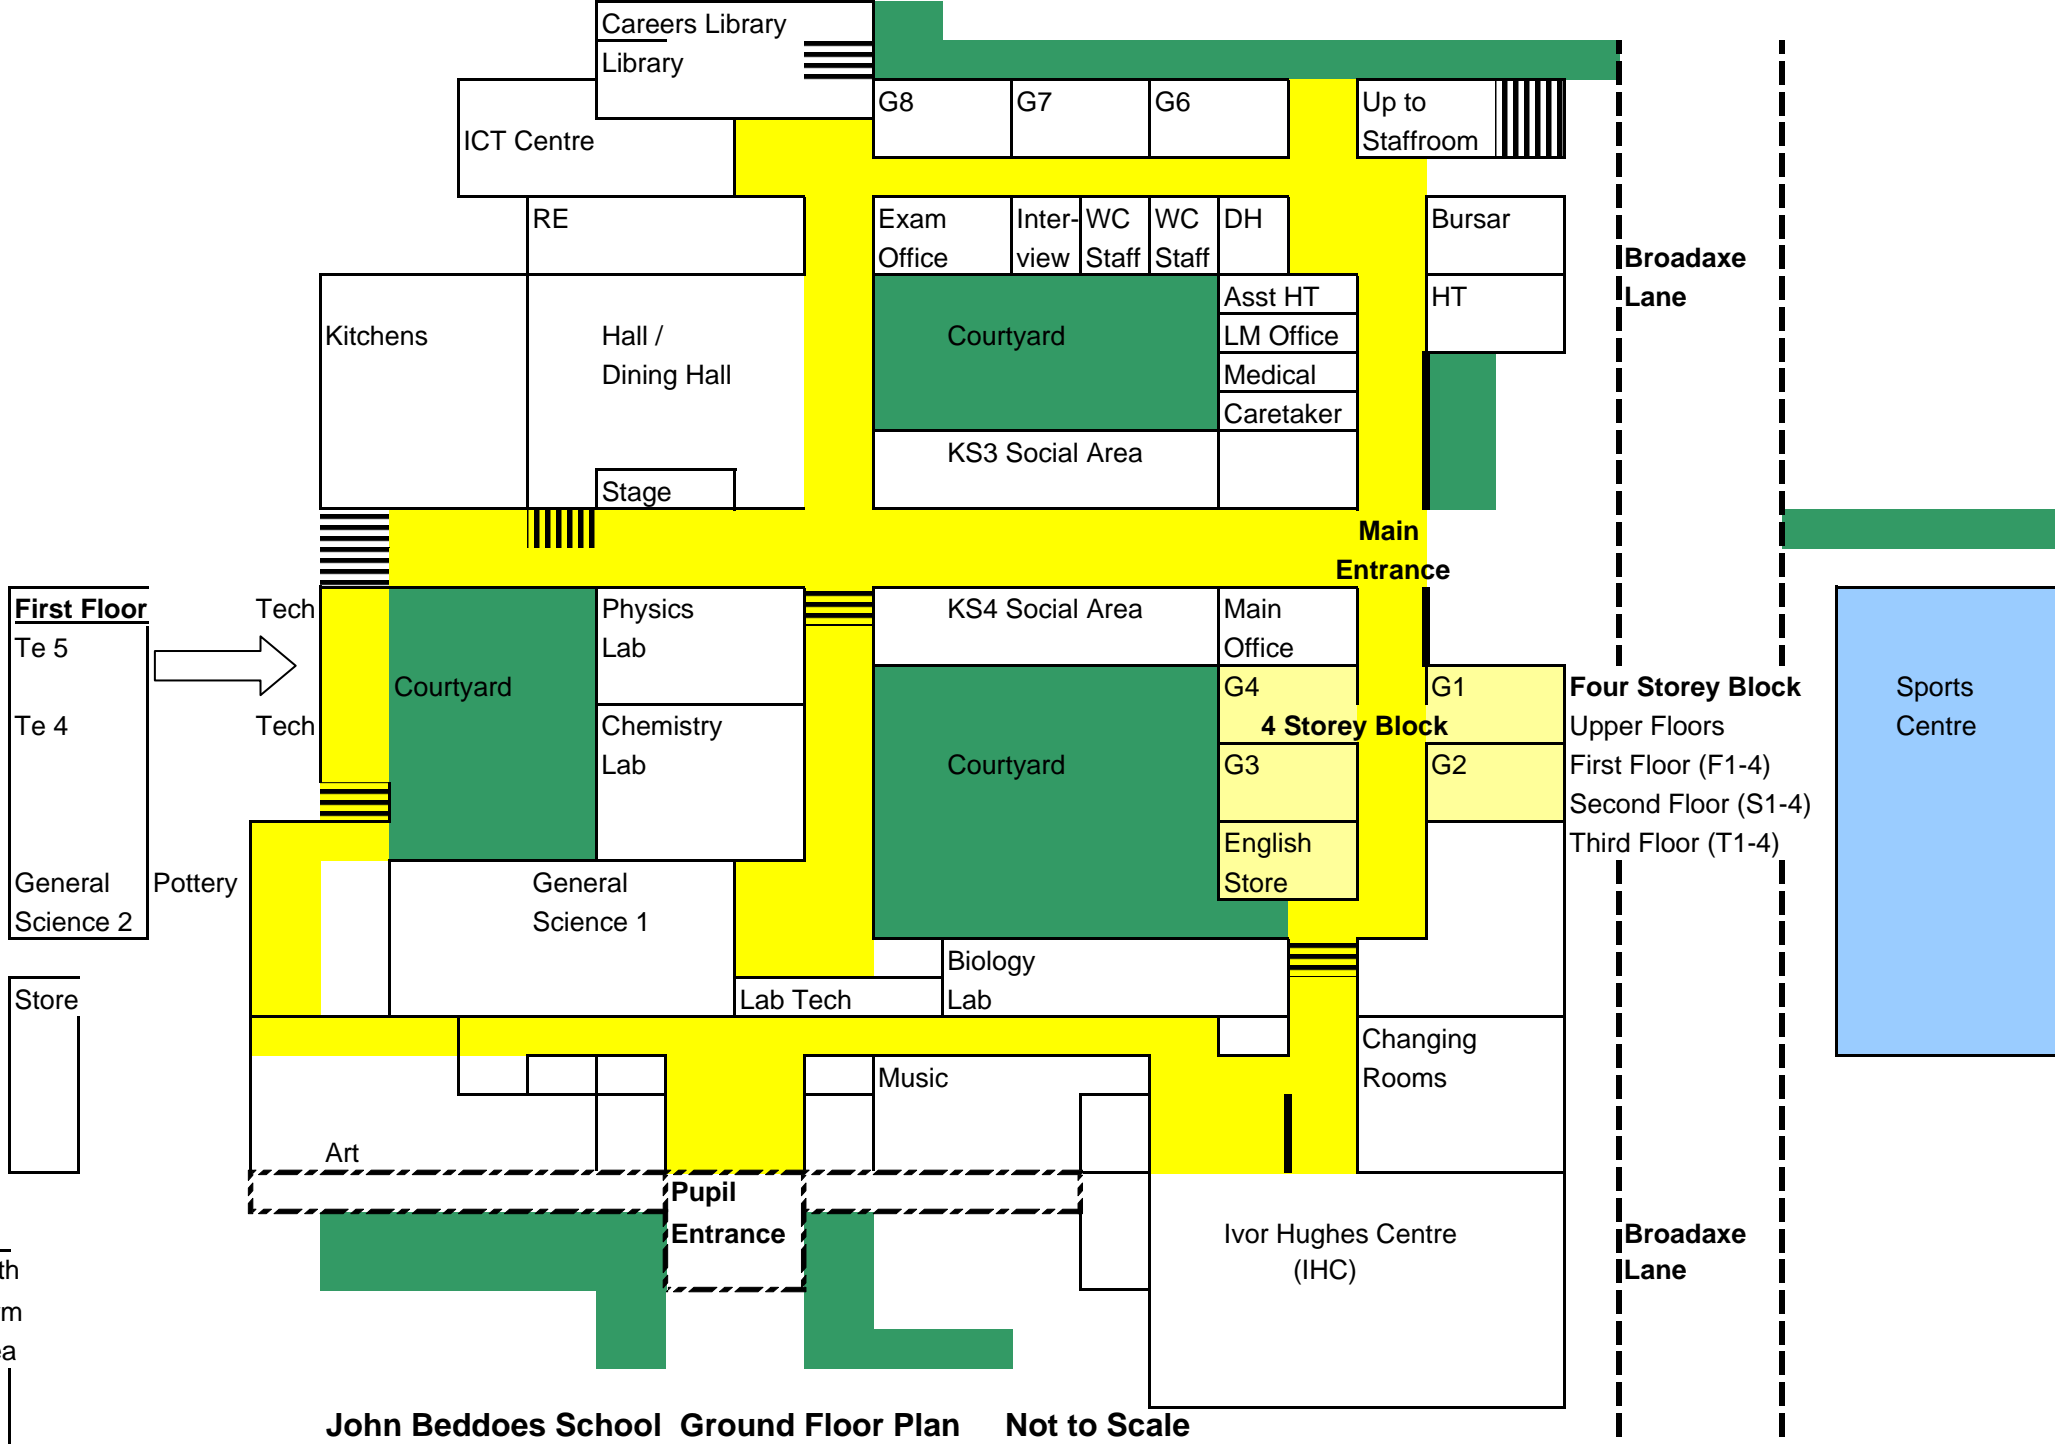 Careers Library
Library
G8
G7
G6
Up to
Staffroom
ICT Centre
RE
Exam
Office
Inter-
view
WC
Staff
WC
Staff
DH
Bursar
Broadaxe
Lane
Kitchens
Hall /
Dining Hall
Courtyard
Asst HT
LM Office
Medical
Caretaker
HT
KS3 Social Area
Stage
Main
Entrance
First Floor
Te 5
Te 4
General
Science 2
Tech
Tech
Pottery
Courtyard
Physics
Lab
Chemistry
Lab
KS4 Social Area
Main
Office
Courtyard
G4
G1
4 Storey Block
G3
G2
English
Store
Four Storey Block
Upper Floors
First Floor (F1-4)
Second Floor (S1-4)
Third Floor (T1-4)
Sports
Centre
General
Science 1
Biology
Lab
Lab Tech
Store
Changing
Rooms
Music
Art
Pupil
Entrance
Ivor Hughes Centre
(IHC)
Broadaxe
Lane
John Beddoes School Ground Floor Plan Not to Scale